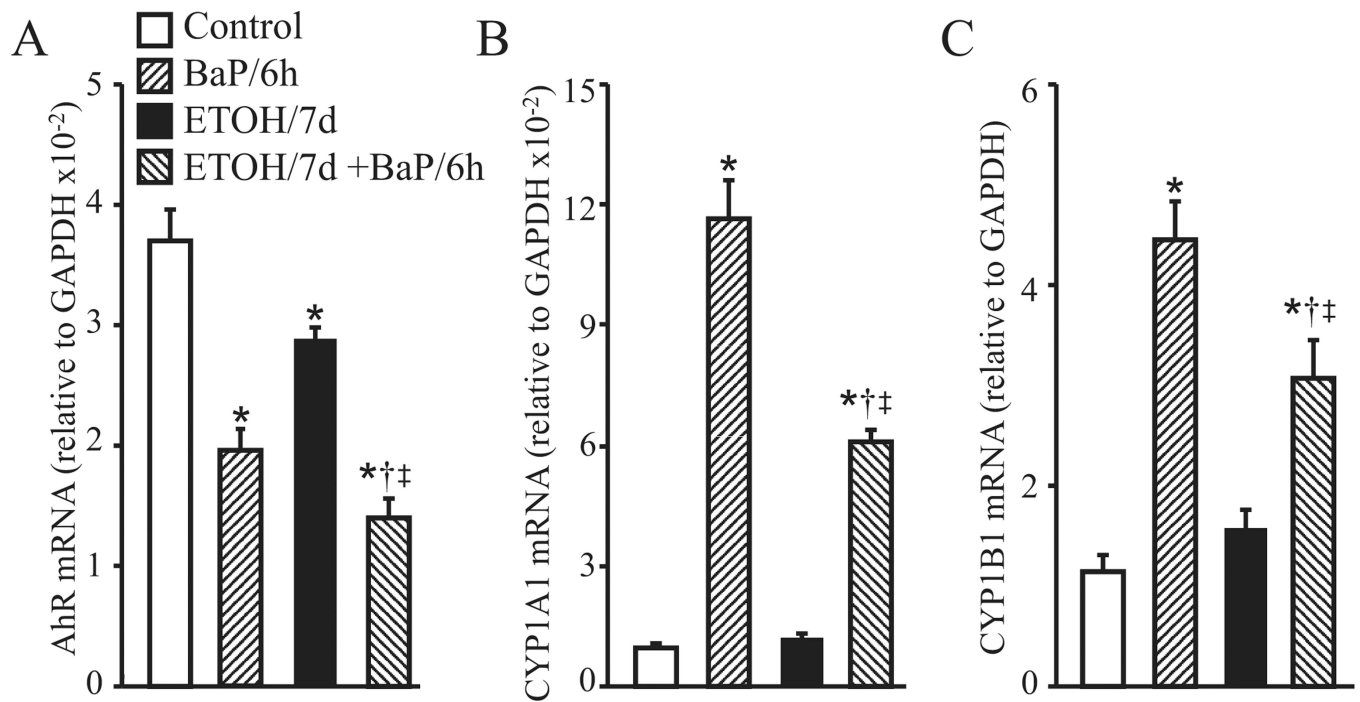 A
Control
BaP/6h
ETOH/7d
ETOH/7d +BaP/6h
AhR mRNA (relative to GAPDH x10⁻²)
5
4
3
2
1
0
*
*
*†‡
B
CYP1A1 mRNA (relative to GAPDH x10⁻²)
15
12
9
6
3
0
*
*†‡
C
CYP1B1 mRNA (relative to GAPDH)
6
4
2
0
*
*†‡